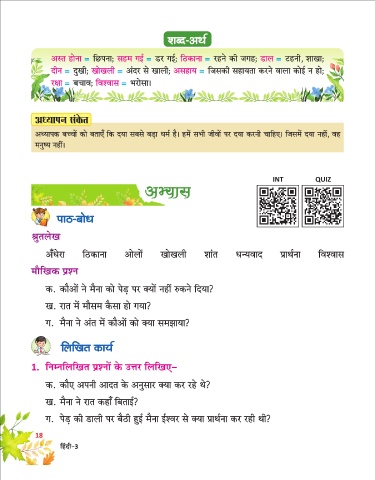 शब्द-अर्थ
अस्त होना = छिपना; सहम गई = डर गई; ठिकाना = रहने की जगह; डाल = टहनी, शाखा;
दीन = दुखी; खोखली = अंदर से खाली; असहाय = जिसकी सहायता करने वाला कोई न हो;
रक्षा = बचाव; विश्वास = भरोसा।
अध्यापन संकेत
अध्यापक बच्चों को बताएँ कि दया सबसे बड़ा धर्म है। हमें सभी जीवों पर दया करनी चाहिए। जिसमें दया नहीं, वह
मनुष्य नहीं।
INT QUIZ
अभ्यास
पाठ-बोध
श्रुतलेख
अँधेरा ठिकाना ओलों खोखली शांत धन्यवाद प्रार्थना विश्वास
मौखिक प्रश्न
क. कौओं ने मैना को पेड़ पर क्यों नहीं रुकने दिया?
ख. रात में मौसम कैसा हो गया?
ग. मैना ने अंत में कौओं को क्या समझाया?
लिखित कार्य
1. निम्नलिखित प्रश्नों के उत्तर लिखिए–
क. कौए अपनी आदत के अनुसार क्या कर रहे थे?
ख. मैना ने रात कहाँ बिताई?
ग. पेड़ की डाली पर बैठी हुई मैना ईश्वर से क्या प्रार्थना कर रही थी?
18
हिंदी-3